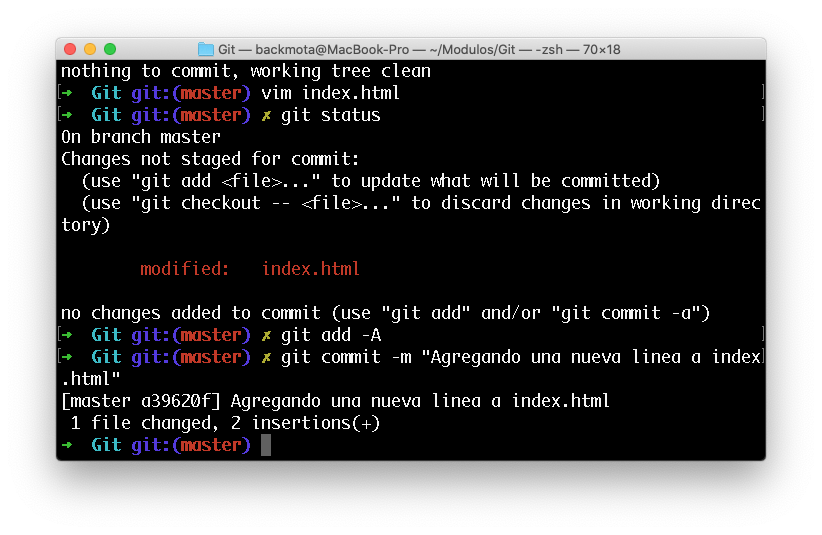 Git — backmota@MacBook-Pro — ~/Modulos/Git — -zsh — 70×18
nothing to commit, working tree clean
[→  Git git:(master) vim index.html ]
[→  Git git:(master) ✗ git status ]
On branch master
Changes not staged for commit:
  (use "git add <file>..." to update what will be committed)
  (use "git checkout -- <file>..." to discard changes in working direc
tory)
        modified:   index.html
no changes added to commit (use "git add" and/or "git commit -a")
[→  Git git:(master) ✗ git add -A ]
[→  Git git:(master) ✗ git commit -m "Agregando una nueva linea a index]
.html"
[master a39620f] Agregando una nueva linea a index.html
 1 file changed, 2 insertions(+)
→  Git git:(master)